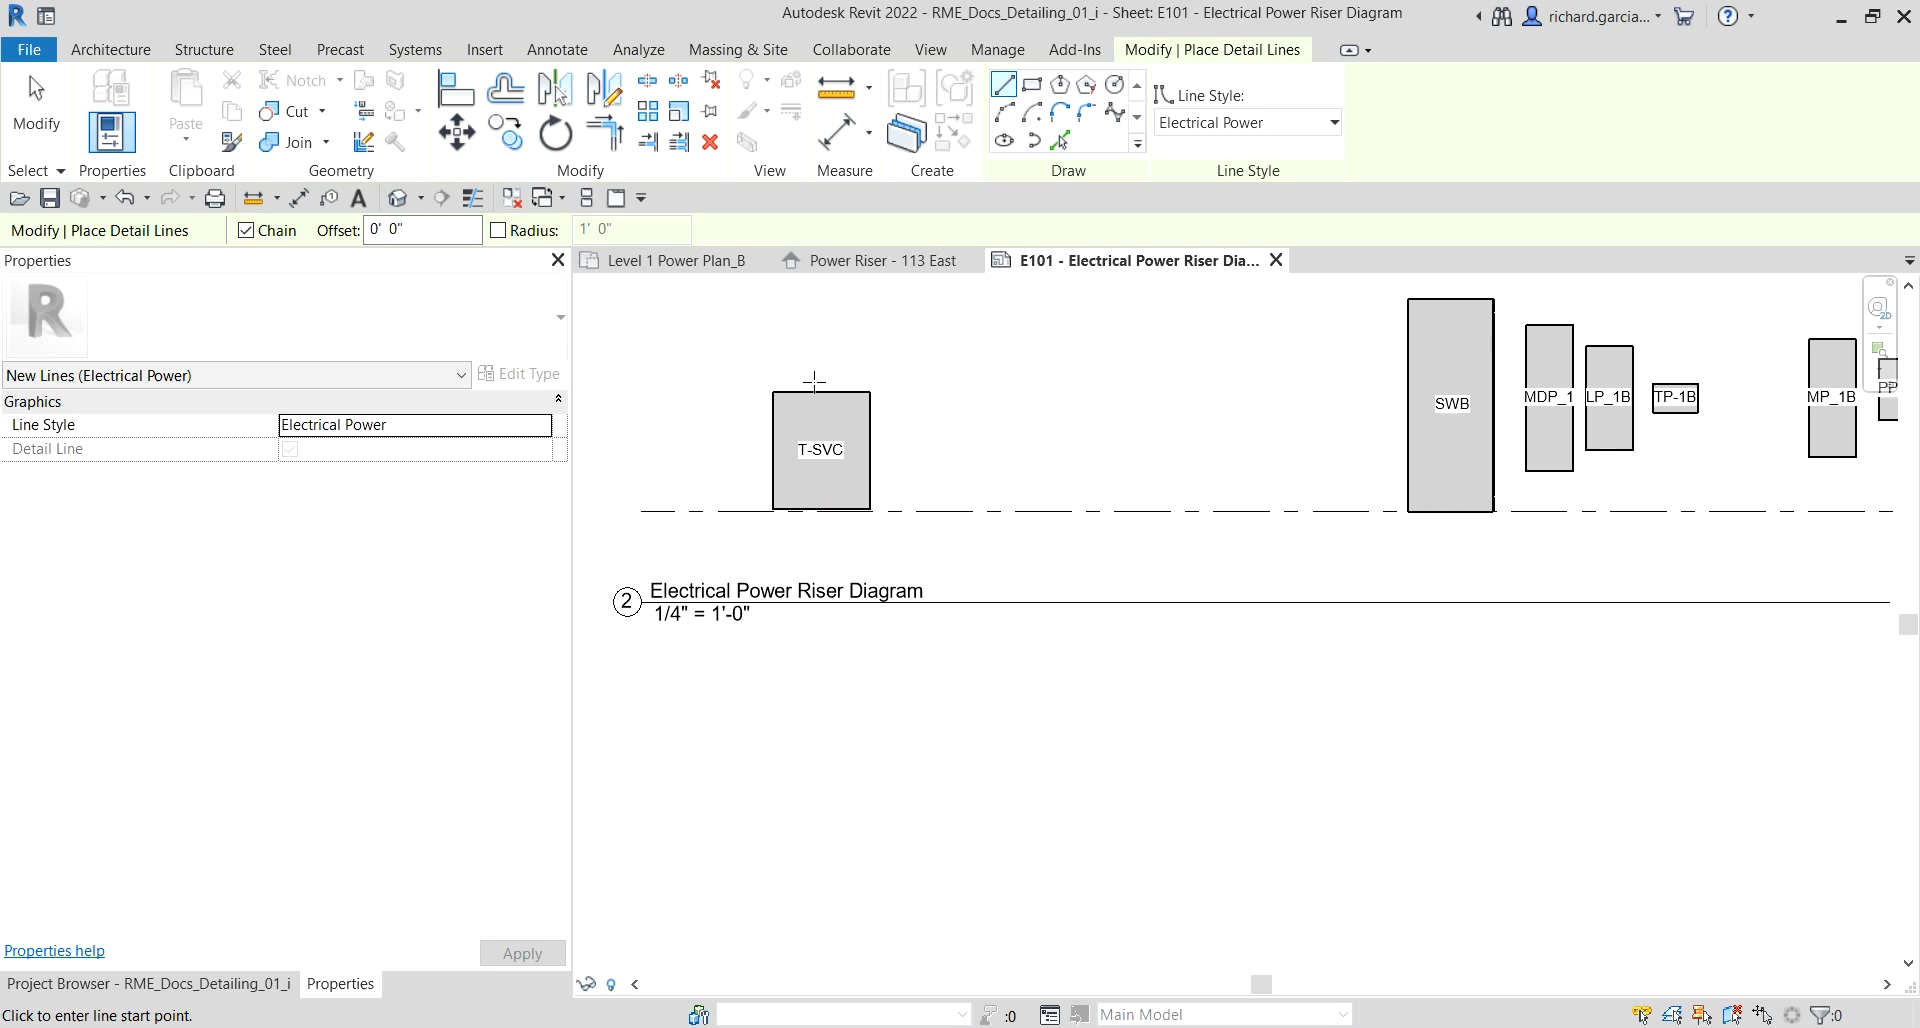 Autodesk Revit 2022 - RME_Docs_Detailing_01_i - Sheet: E101 - Electrical Power Riser Diagram
richard.garcia...
File Architecture Structure Steel Precast Systems Insert Annotate Analyze Massing & Site Collaborate View Manage Add-Ins Modify | Place Detail Lines
Notch
Line Style:
Modify Paste Cut Electrical Power
Join
Select Properties Clipboard Geometry Modify View Measure Create Draw Line Style
Modify | Place Detail Lines Chain Offset: 0' 0" Radius: 1' 0"
Properties
Level 1 Power Plan_B Power Riser - 113 East E101 - Electrical Power Riser Dia...
New Lines (Electrical Power) Edit Type
Graphics
Line Style Electrical Power
Detail Line
2D
T-SVC
SWB
MDP_1
LP_1B
TP-1B
MP_1B
PP
2
Electrical Power Riser Diagram
1/4" = 1'-0"
Properties help Apply
Project Browser - RME_Docs_Detailing_01_i Properties
Click to enter line start point. :0 Main Model :0